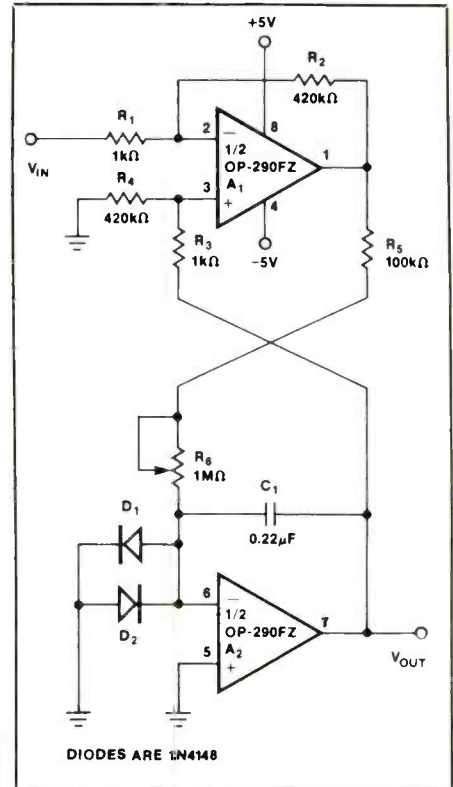 +5V
R2
420kΩ
R1
1kΩ
VIN
2
−
8
1/2
OP-290FZ
A1
1
R4
420kΩ
3
+
4
R3
1kΩ
−5V
R5
100kΩ
R6
1MΩ
C1
0.22μF
D1
D2
6
−
1/2
OP-290FZ
A2
7
5
+
VOUT
DIODES ARE 1N4148